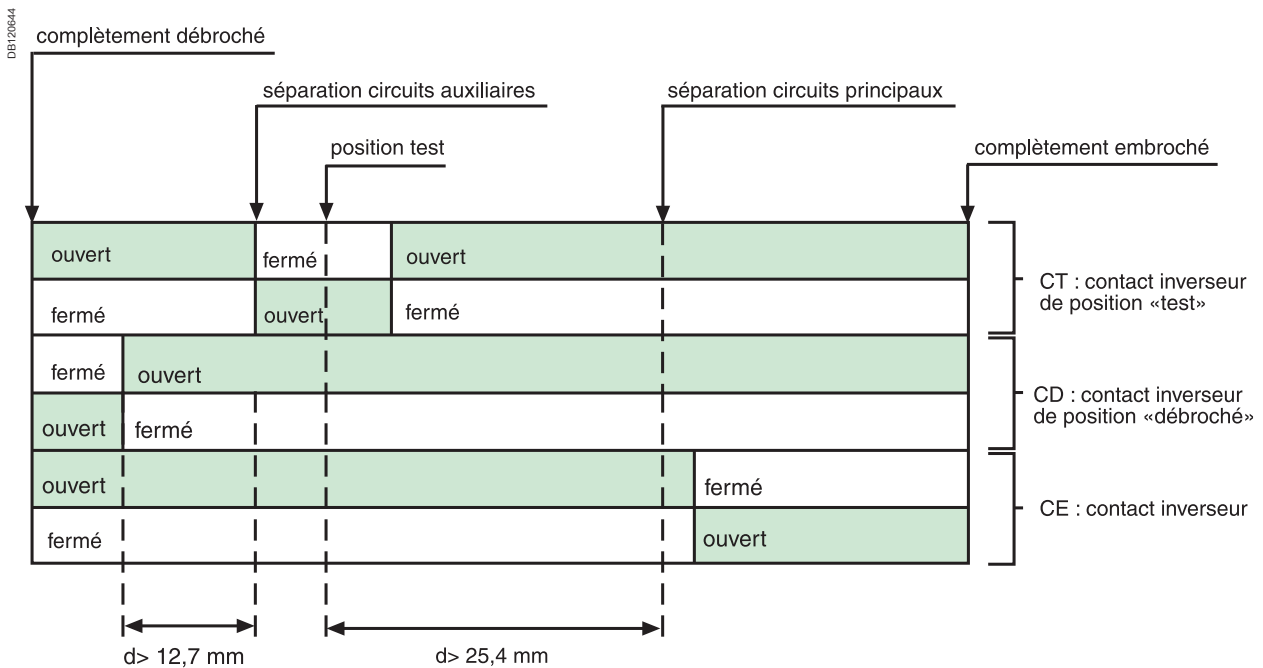 DB120644
complètement débroché
séparation circuits auxiliaires
séparation circuits principaux
position test
complètement embroché
ouvert
fermé
ouvert
fermé
ouvert
fermé
CT : contact inverseur
de position «test»
fermé
ouvert
ouvert
fermé
CD : contact inverseur
de position «débroché»
ouvert
fermé
fermé
ouvert
CE : contact inverseur
d> 12,7 mm
d> 25,4 mm